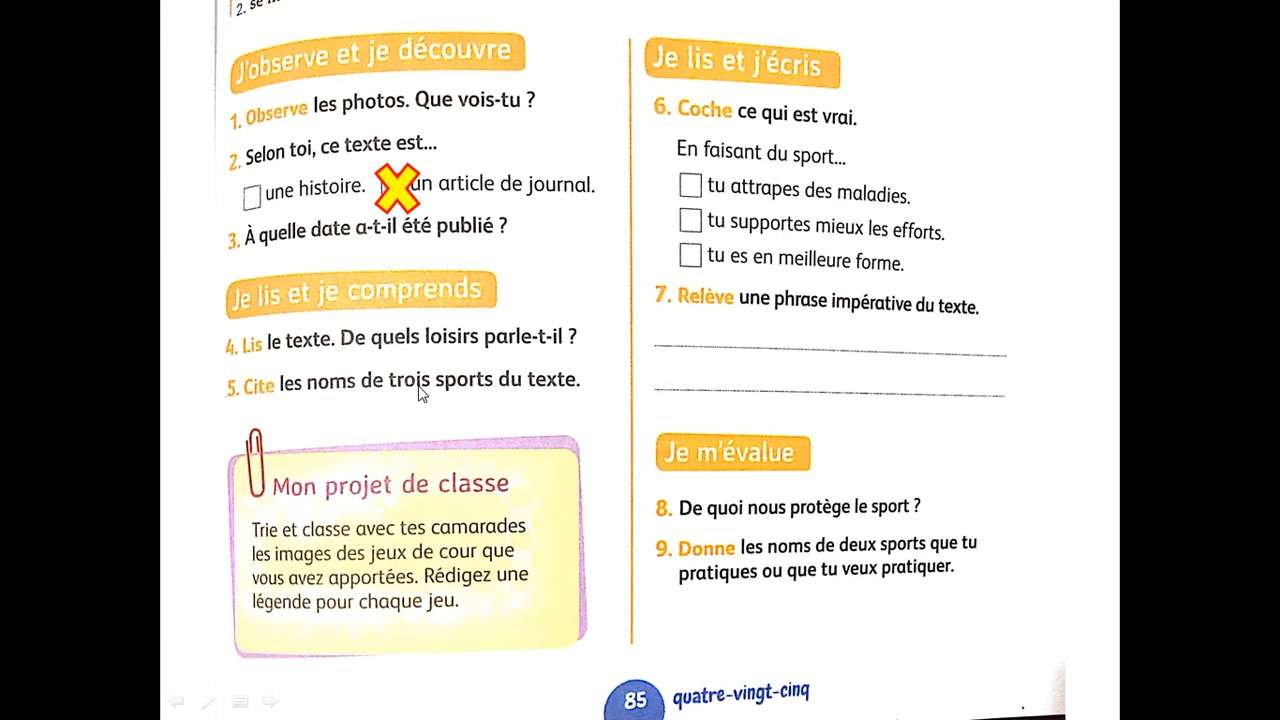 2. se
J'observe et je découvre
1. Observe les photos. Que vois-tu ?
2. Selon toi, ce texte est...
une histoire. un article de journal.
3. À quelle date a-t-il été publié ?
Je lis et je comprends
4. Lis le texte. De quels loisirs parle-t-il ?
5. Cite les noms de trois sports du texte.
Mon projet de classe
Trie et classe avec tes camarades
les images des jeux de cour que
vous avez apportées. Rédigez une
légende pour chaque jeu.
Je lis et j'écris
6. Coche ce qui est vrai.
En faisant du sport...
tu attrapes des maladies.
tu supportes mieux les efforts.
tu es en meilleure forme.
7. Relève une phrase impérative du texte.
Je m'évalue
8. De quoi nous protège le sport ?
9. Donne les noms de deux sports que tu
pratiques ou que tu veux pratiquer.
85 quatre-vingt-cinq